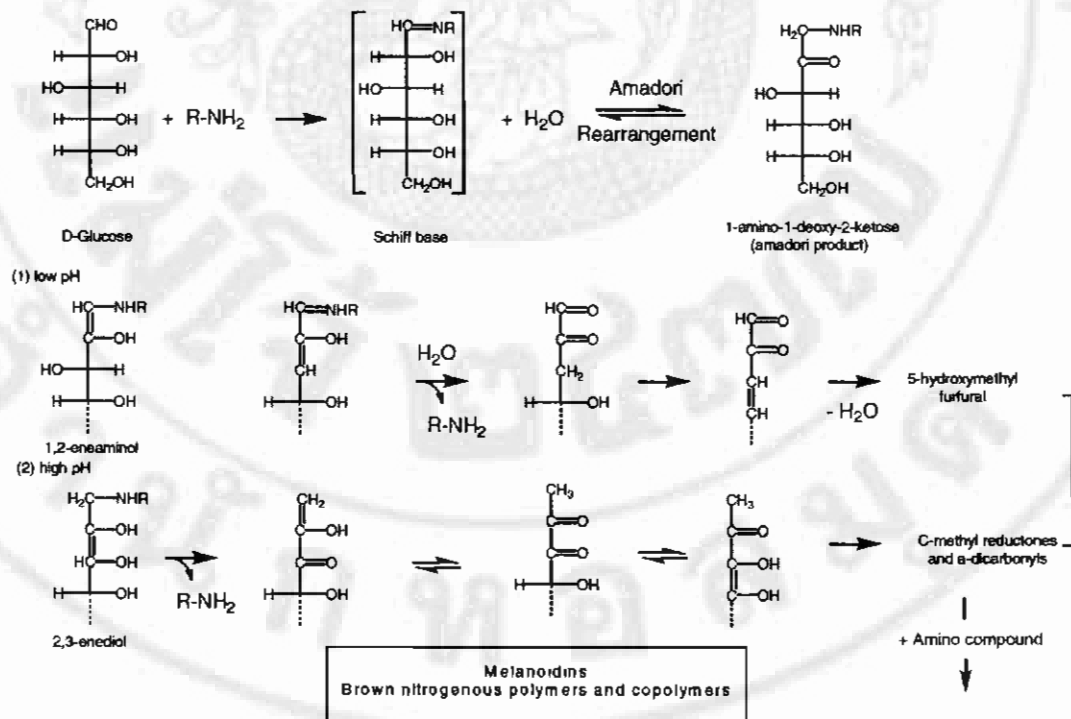 CHO
H OH
HO H
H OH
H OH
CH₂OH
D-Glucose
+ R-NH₂
HC=NR
H OH
HO H
H OH
H OH
CH₂OH
Schiff base
+ H₂O
Amadori
Rearrangement
H₂C NHR
C=O
HO H
H OH
H OH
CH₂OH
1-amino-1-deoxy-2-ketose
(amadori product)
(1) low pH
HC NHR
C OH
HO H
H OH
1,2-eneaminol
HC=NHR
C OH
CH
H OH
H₂O
R-NH₂
HC=O
C=O
CH₂
H OH
HC=O
C=O
CH
CH
- H₂O
5-hydroxymethyl
furfural
(2) high pH
H₂C NHR
C OH
HC OH
H OH
2,3-enediol
R-NH₂
CH₂
C OH
C=O
H OH
CH₃
C=O
C=O
H OH
CH₃
C=O
C OH
C OH
C-methyl reductones
and a-dicarbonyls
+ Amino compound
Melanoidins
Brown nitrogenous polymers and copolymers